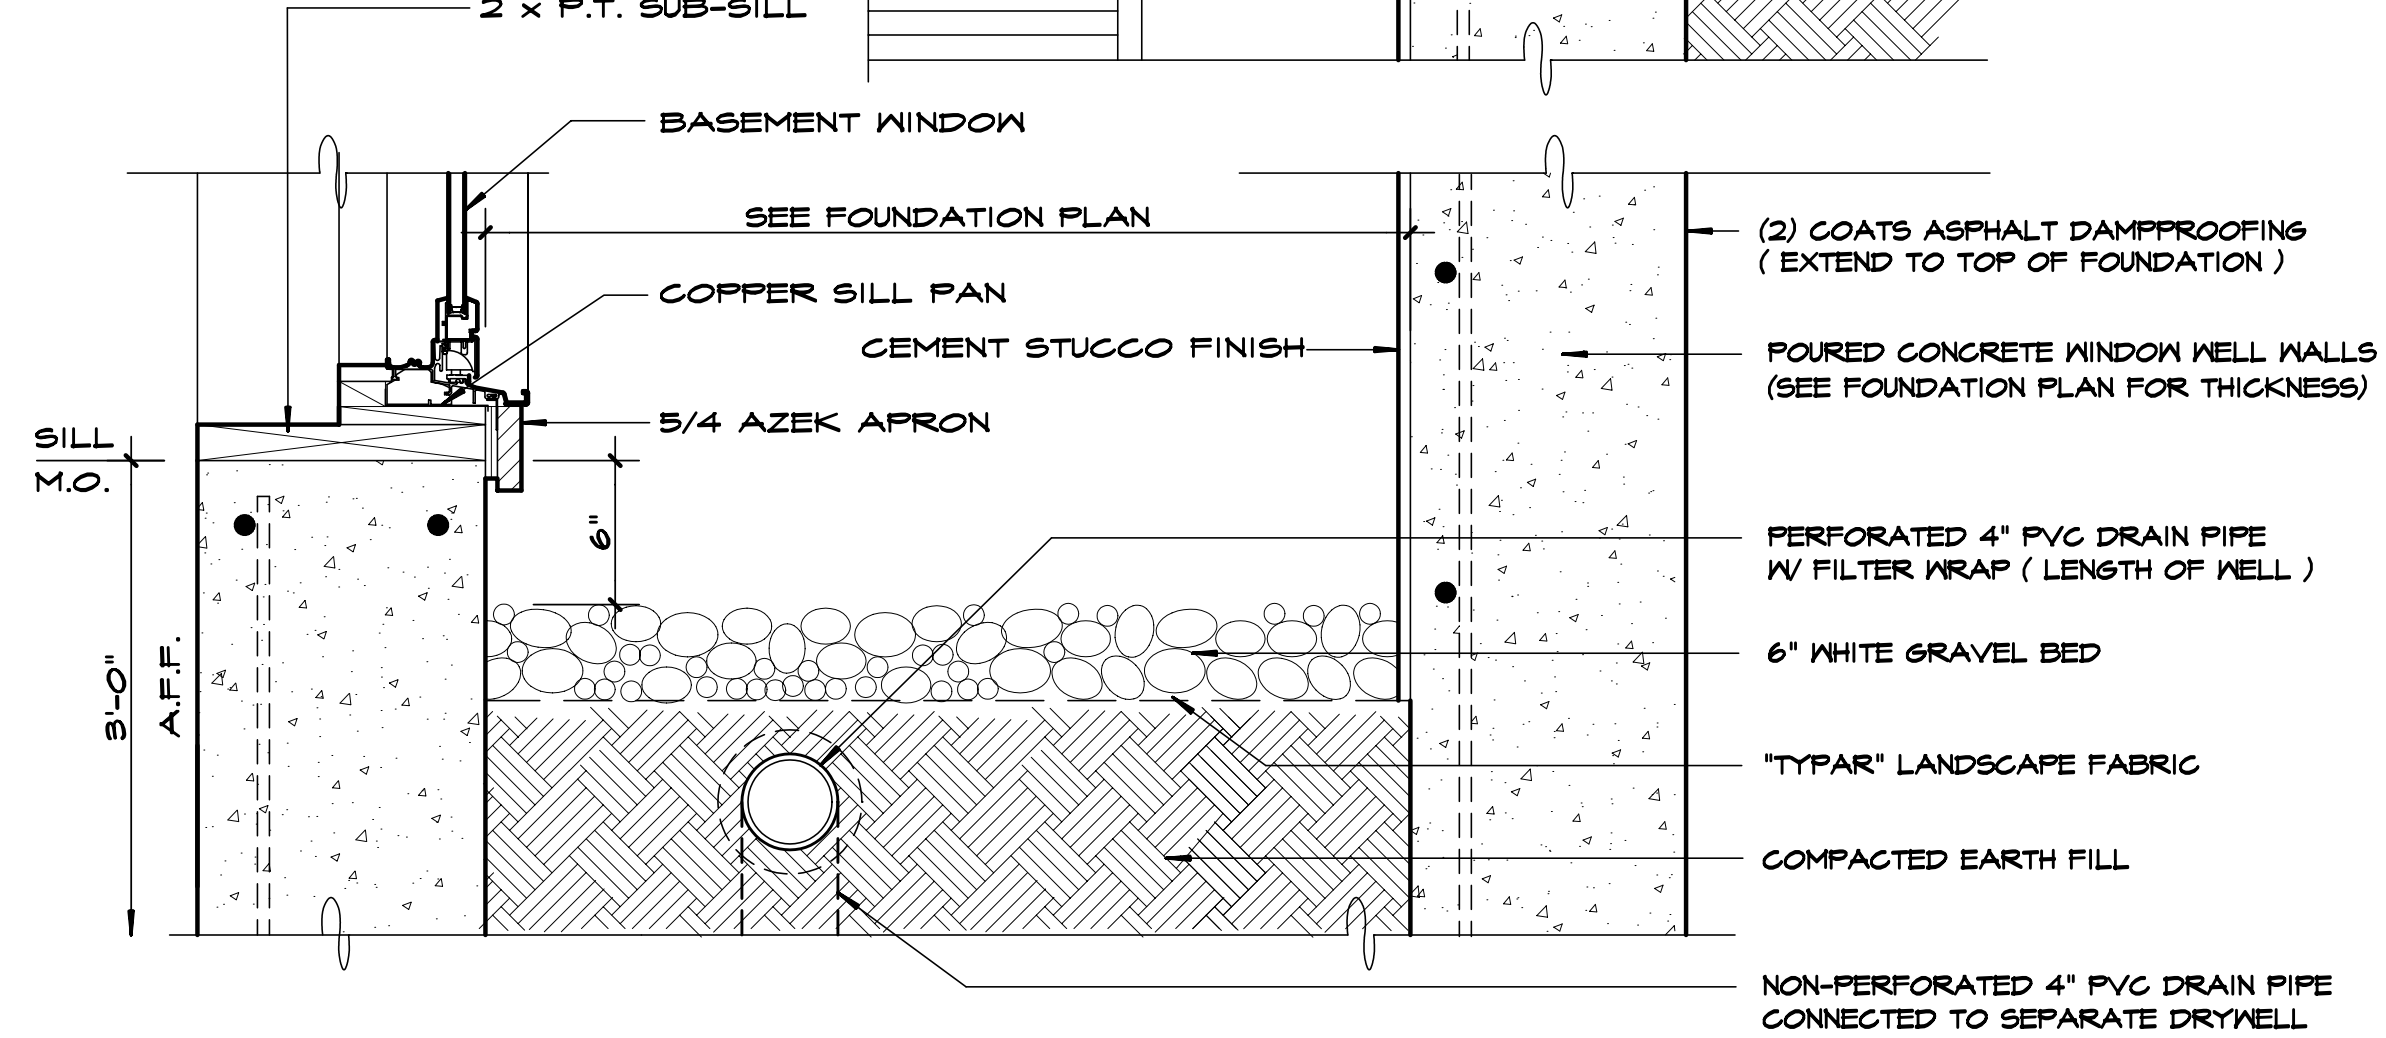 2 x P.T. SUB-SILL
BASEMENT WINDOW
SEE FOUNDATION PLAN
COPPER SILL PAN
CEMENT STUCCO FINISH
5/4 AZEK APRON
SILL
M.O.
6"
3'-0"
A.F.F.
(2) COATS ASPHALT DAMPPROOFING
( EXTEND TO TOP OF FOUNDATION )
POURED CONCRETE WINDOW WELL WALLS
(SEE FOUNDATION PLAN FOR THICKNESS)
PERFORATED 4" PVC DRAIN PIPE
W/ FILTER WRAP ( LENGTH OF WELL )
6" WHITE GRAVEL BED
"TYPAR" LANDSCAPE FABRIC
COMPACTED EARTH FILL
NON-PERFORATED 4" PVC DRAIN PIPE
CONNECTED TO SEPARATE DRYWELL